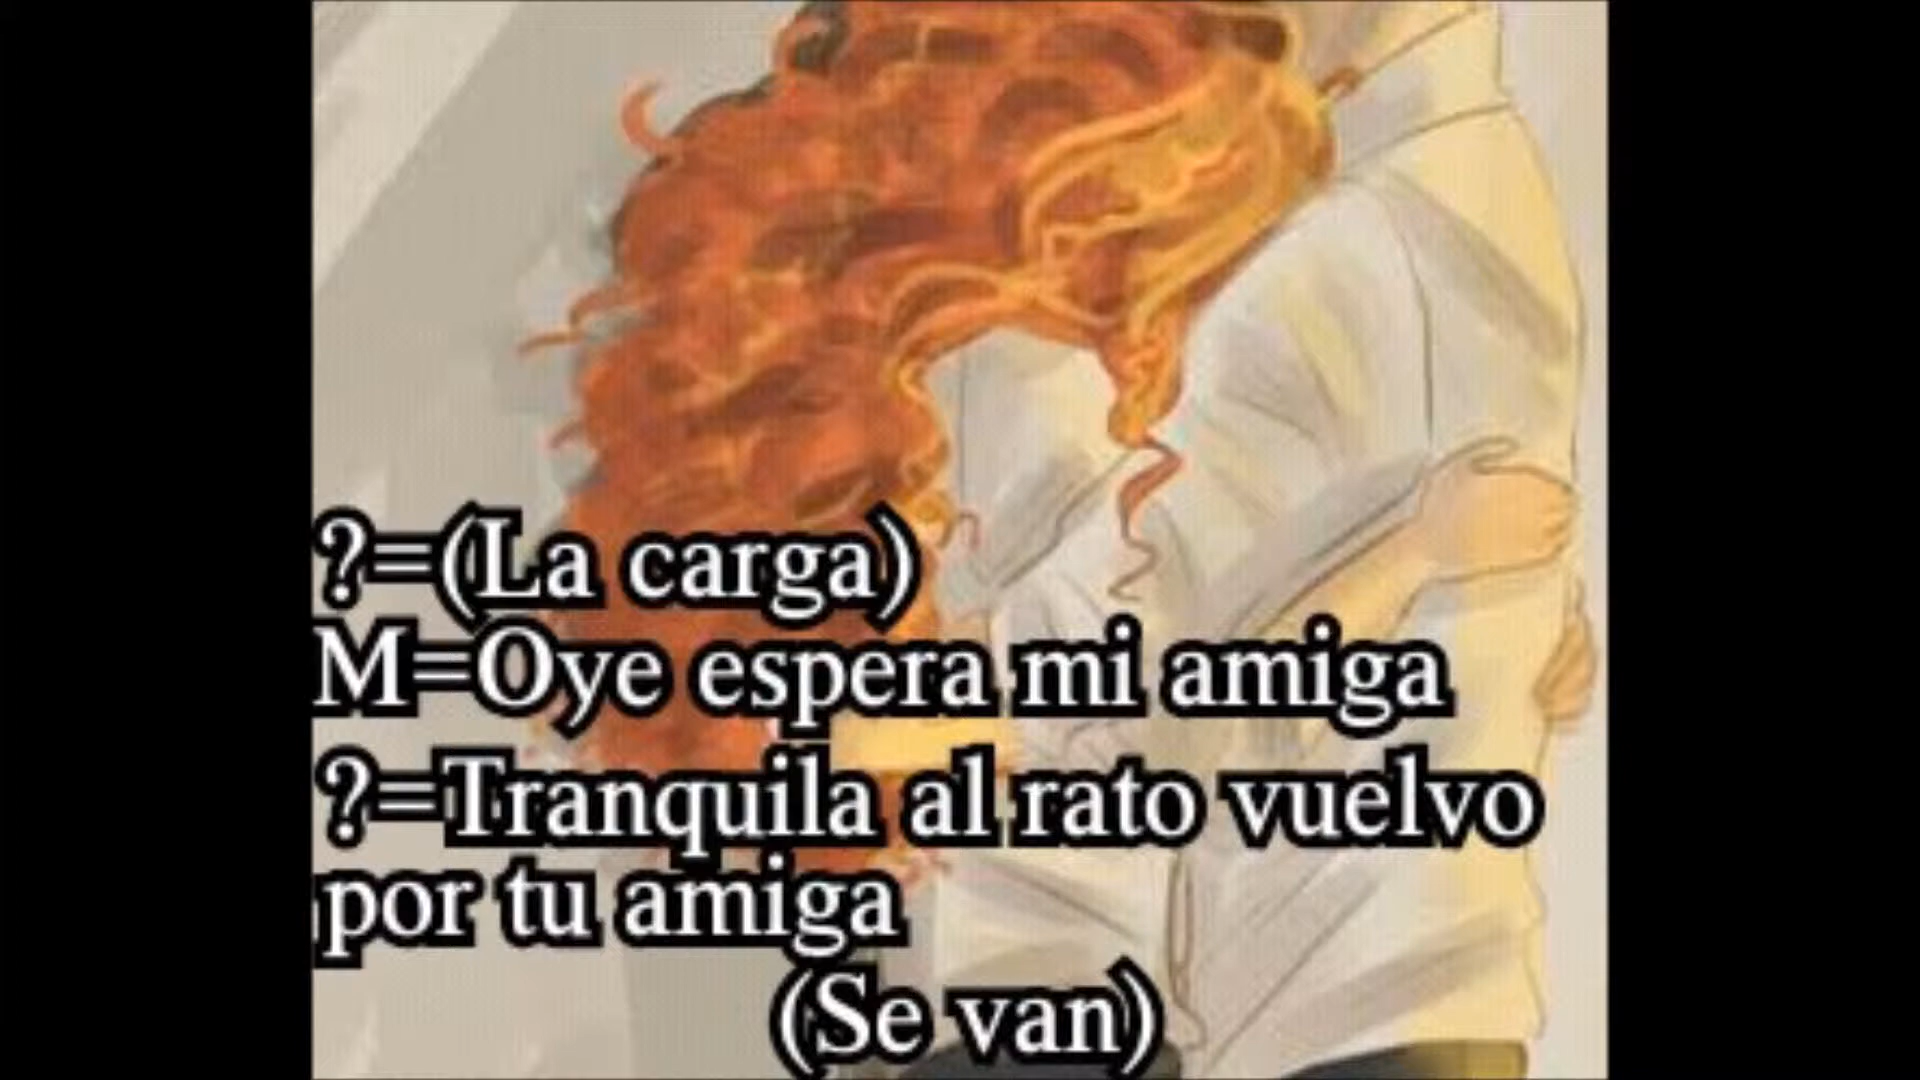 ?=(La carga)
M=Oye espera mi amiga
?=Tranquila al rato vuelvo
por tu amiga
(Se van)